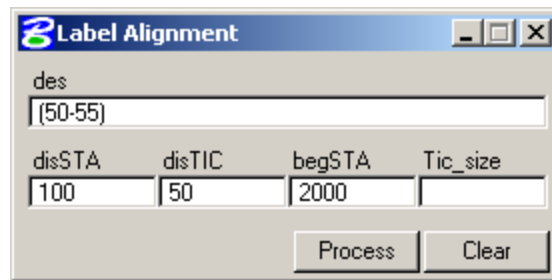 Label Alignment
des
(50-55)
disSTA disTIC begSTA Tic_size
100 50 2000
Process Clear